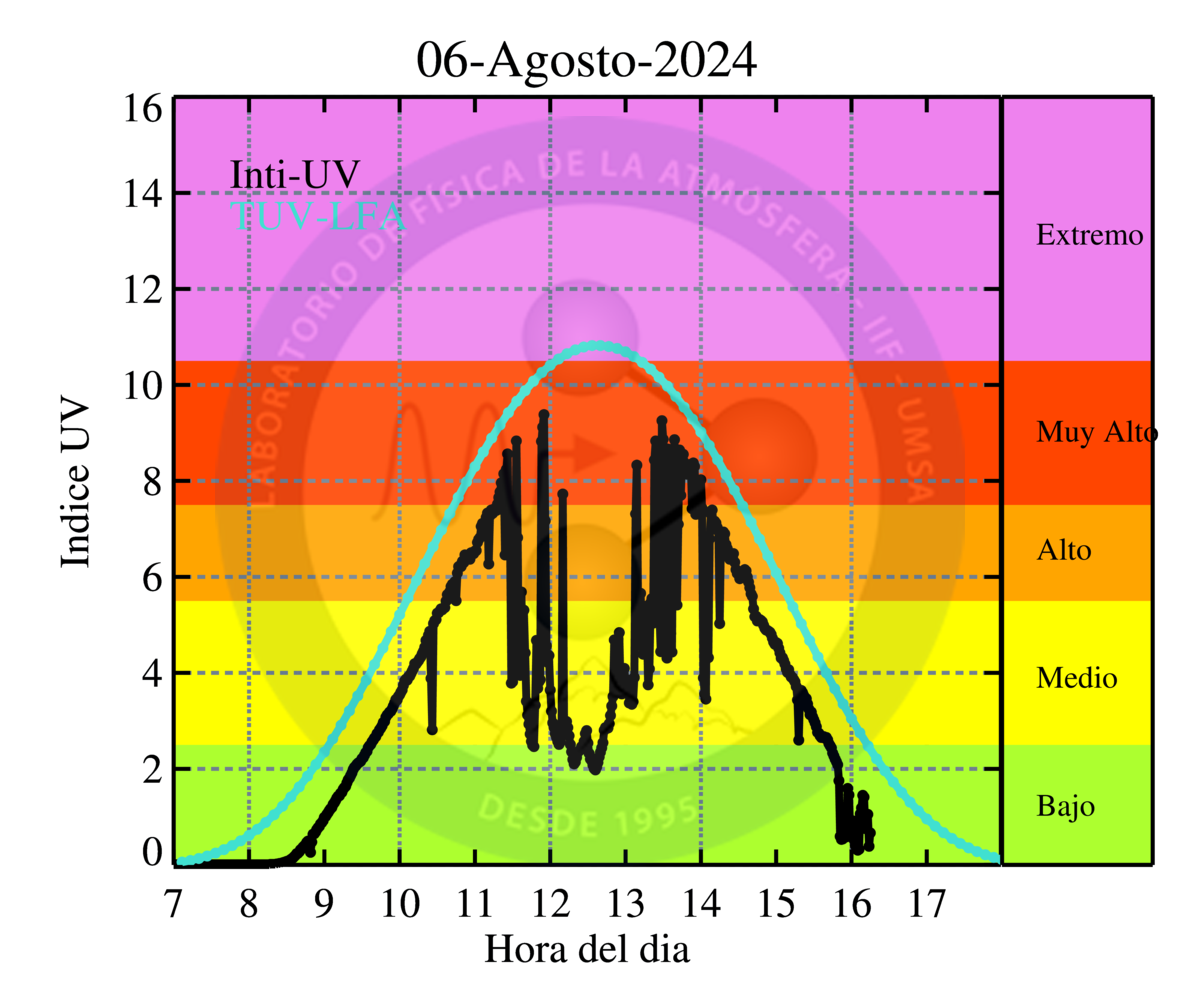 06-Agosto-2024
Indice UV
16
14
12
10
8
6
4
2
0
Inti-UV
TUV-LFA
LABORATORIO DE FÍSICA DE LA ATMÓSFERA - IIF - UMSA
DESDE 1995
Extremo
Muy Alto
Alto
Medio
Bajo
7 8 9 10 11 12 13 14 15 16 17
Hora del dia